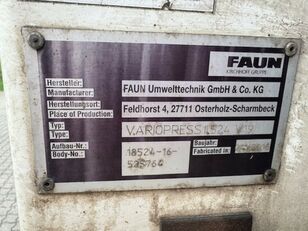 FAUN
KIRCHHOFF GRUPPE
Hersteller:
Manufacturer:
FAUN Umwelttechnik GmbH & Co. KG
Herstellungsort:
Place of Production:
Feldhorst 4, 27711 Osterholz-Scharmbeck
Typ:
Type:
VARIOPRESS
Aufbau-Nr.:
Body-No.:
18524-16-
Baujahr:
Fabricated in: